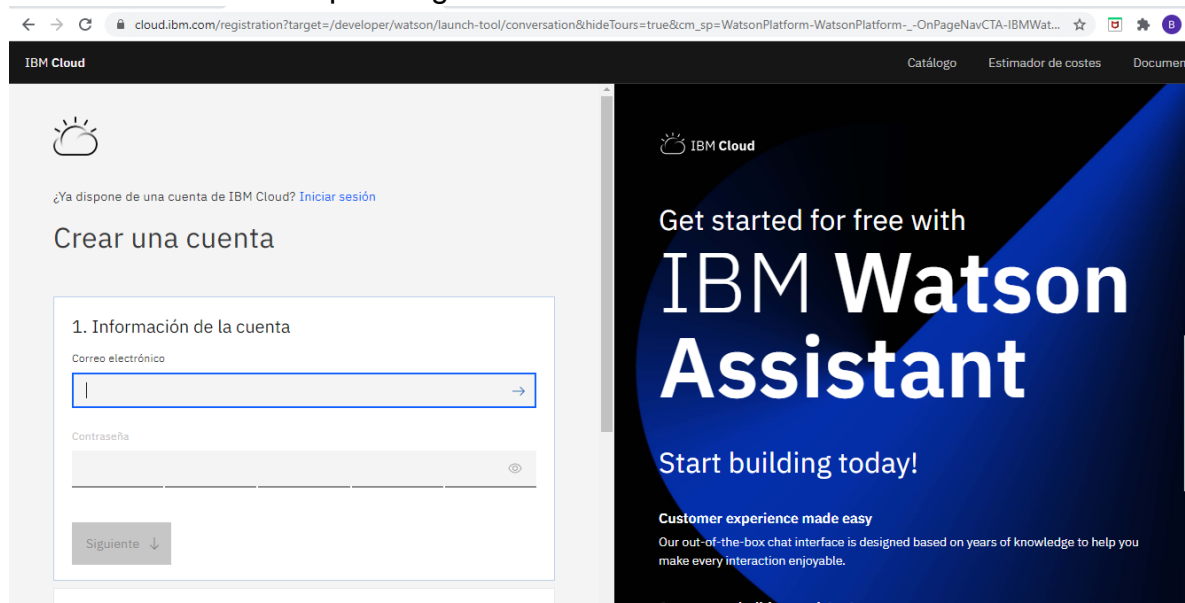 cloud.ibm.com/registration?target=/developer/watson/launch-tool/conversation&hideTours=true&cm_sp=WatsonPlatform-WatsonPlatform-_-OnPageNavCTA-IBMWat...
B
IBM Cloud
Catálogo
Estimador de costes
Documen
¿Ya dispone de una cuenta de IBM Cloud? Iniciar sesión
Crear una cuenta
1. Información de la cuenta
Correo electrónico
Contraseña
Siguiente ↓
IBM Cloud
Get started for free with
IBM Watson
Assistant
Start building today!
Customer experience made easy
Our out-of-the-box chat interface is designed based on years of knowledge to help you
make every interaction enjoyable.